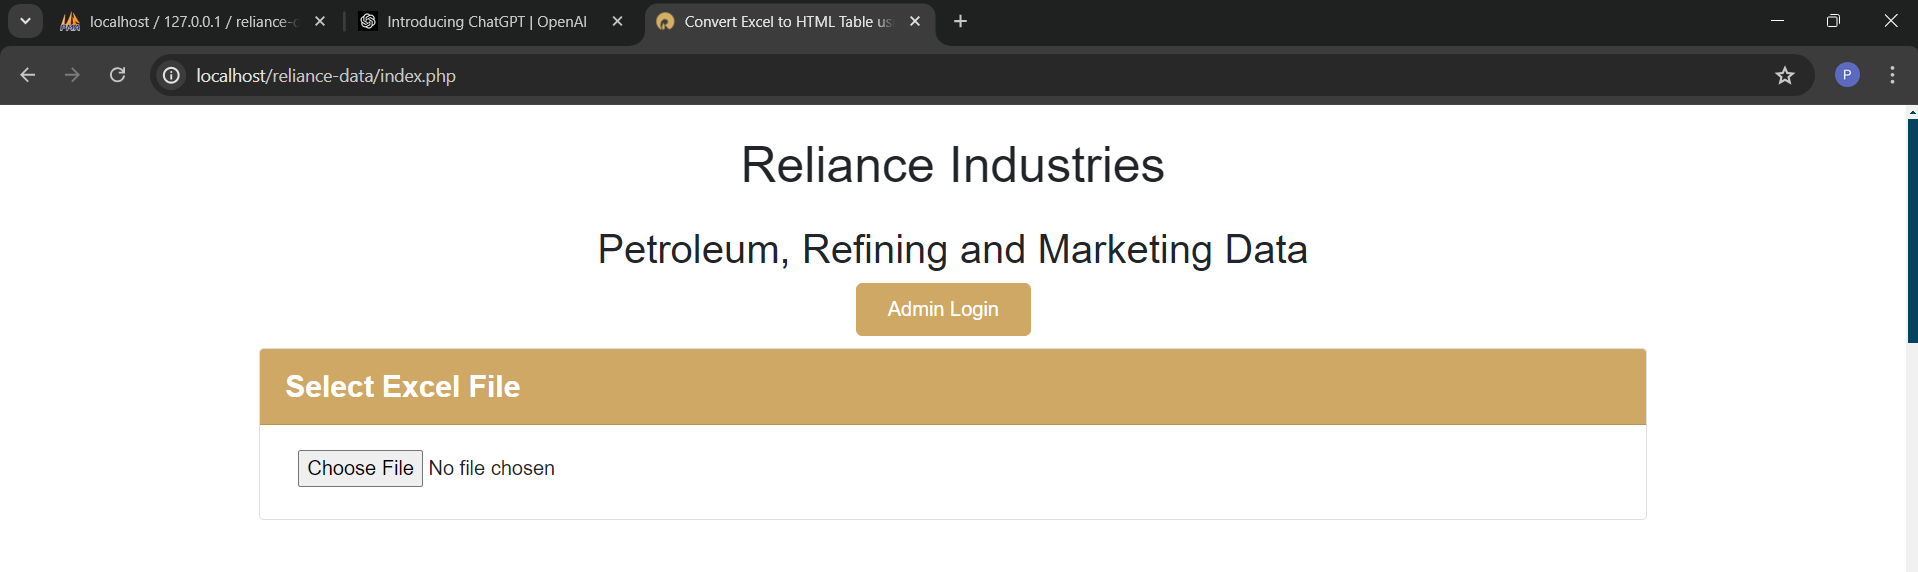 localhost / 127.0.0.1 / reliance-
Introducing ChatGPT | OpenAI
Convert Excel to HTML Table us
localhost/reliance-data/index.php
P
Reliance Industries
Petroleum, Refining and Marketing Data
Admin Login
Select Excel File
Choose File No file chosen